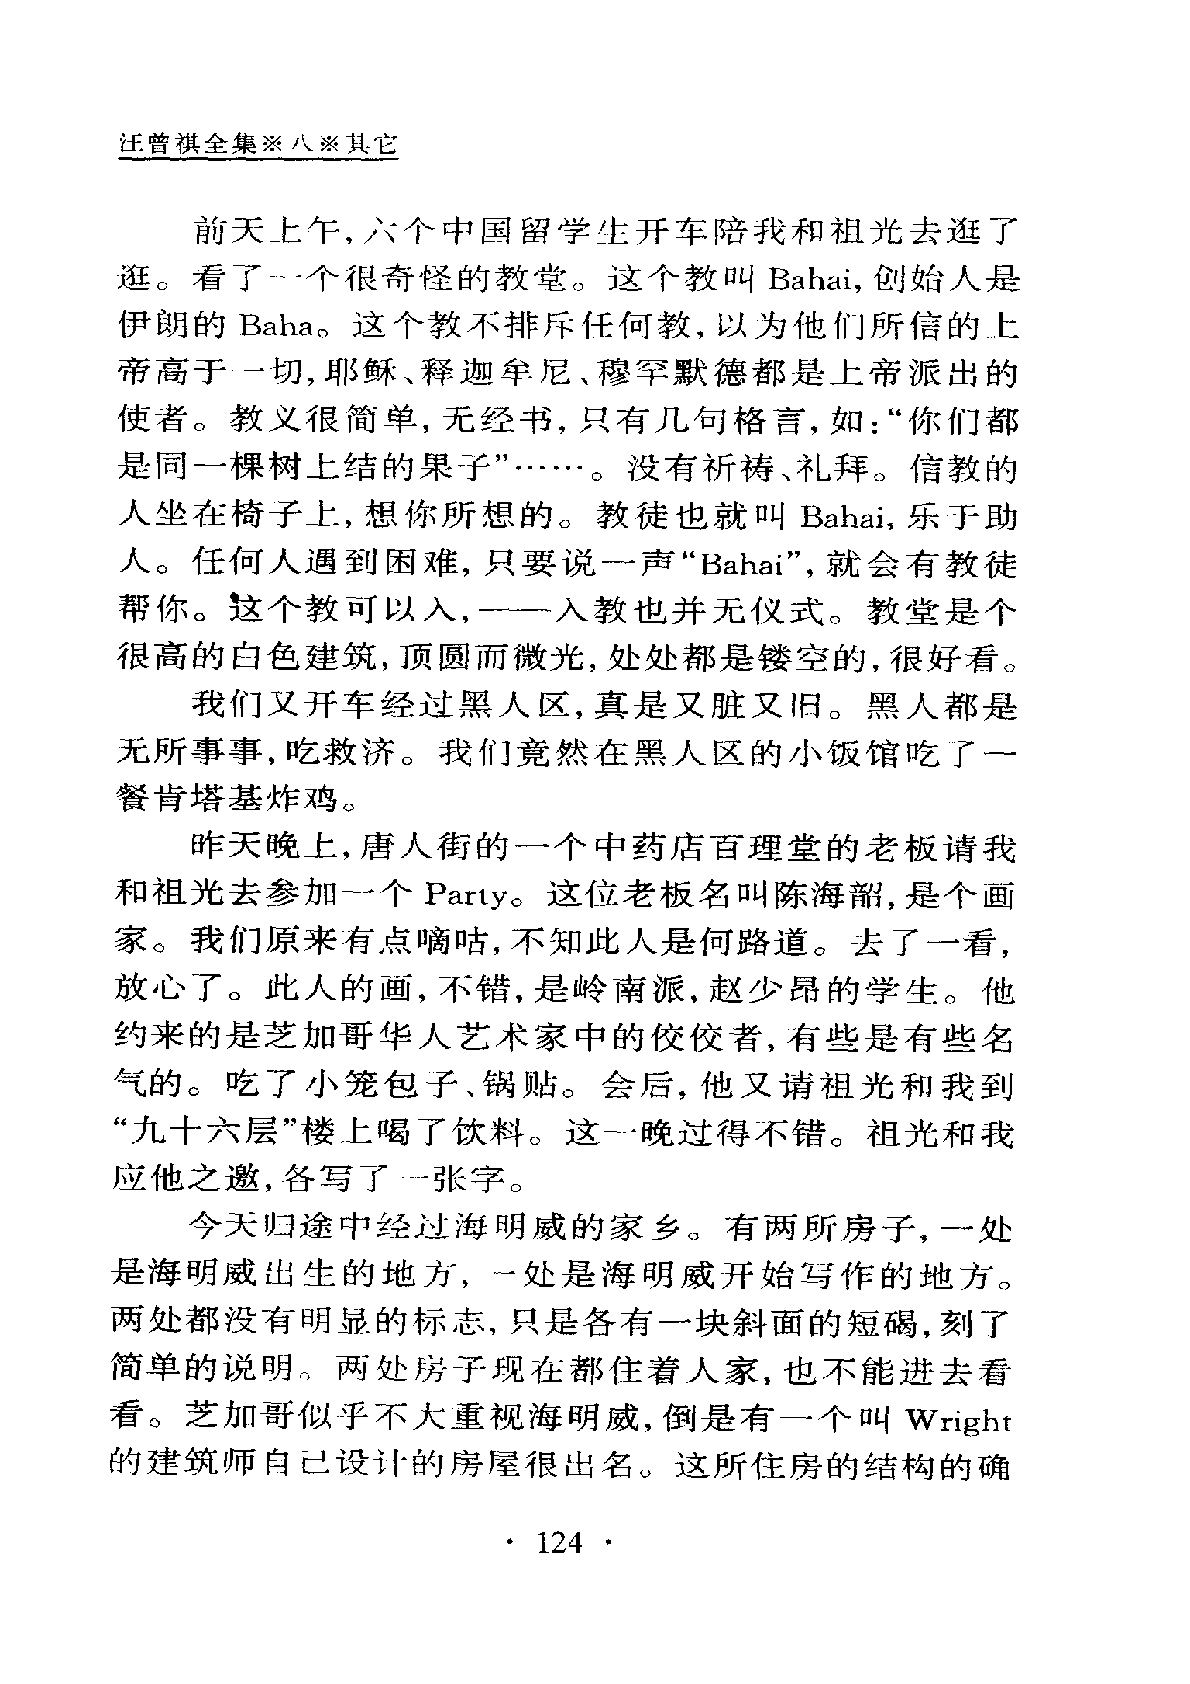 汪曾祺全集※八※其它
前天上午,六个中国留学生开车陪我和祖光去逛了
逛。看了一个很奇怪的教堂。这个教叫 Bahai,创始人是
伊朗的 Baha。这个教不排斥任何教,以为他们所信的上
帝高于一切,耶稣、释迦牟尼、穆罕默德都是上帝派出的
使者。教义很简单,无经书,只有几句格言,如:“你们都
是同一棵树上结的果子”……。没有祈祷、礼拜。信教的
人坐在椅子上,想你所想的。教徒也就叫 Bahai,乐于助
人。任何人遇到困难,只要说一声“Bahai”,就会有教徒
帮你。这个教可以入,——入教也并无仪式。教堂是个
很高的白色建筑,顶圆而微光,处处都是镂空的,很好看。
我们又开车经过黑人区,真是又脏又旧。黑人都是
无所事事,吃救济。我们竟然在黑人区的小饭馆吃了一
餐肯塔基炸鸡。
昨天晚上,唐人街的一个中药店百理堂的老板请我
和祖光去参加一个 Party。这位老板名叫陈海韶,是个画
家。我们原来有点嘀咕,不知此人是何路道。去了一看,
放心了。此人的画,不错,是岭南派,赵少昂的学生。他
约来的是芝加哥华人艺术家中的佼佼者,有些是有些名
气的。吃了小笼包子、锅贴。会后,他又请祖光和我到
“九十六层”楼上喝了饮料。这一晚过得不错。祖光和我
应他之邀,各写了一张字。
今天归途中经过海明威的家乡。有两所房子,一处
是海明威出生的地方,一处是海明威开始写作的地方。
两处都没有明显的标志,只是各有一块斜面的短碣,刻了
简单的说明。两处房子现在都住着人家,也不能进去看
看。芝加哥似乎不大重视海明威,倒是有一个叫 Wright
的建筑师自己设计的房屋很出名。这所住房的结构的确
· 124 ·